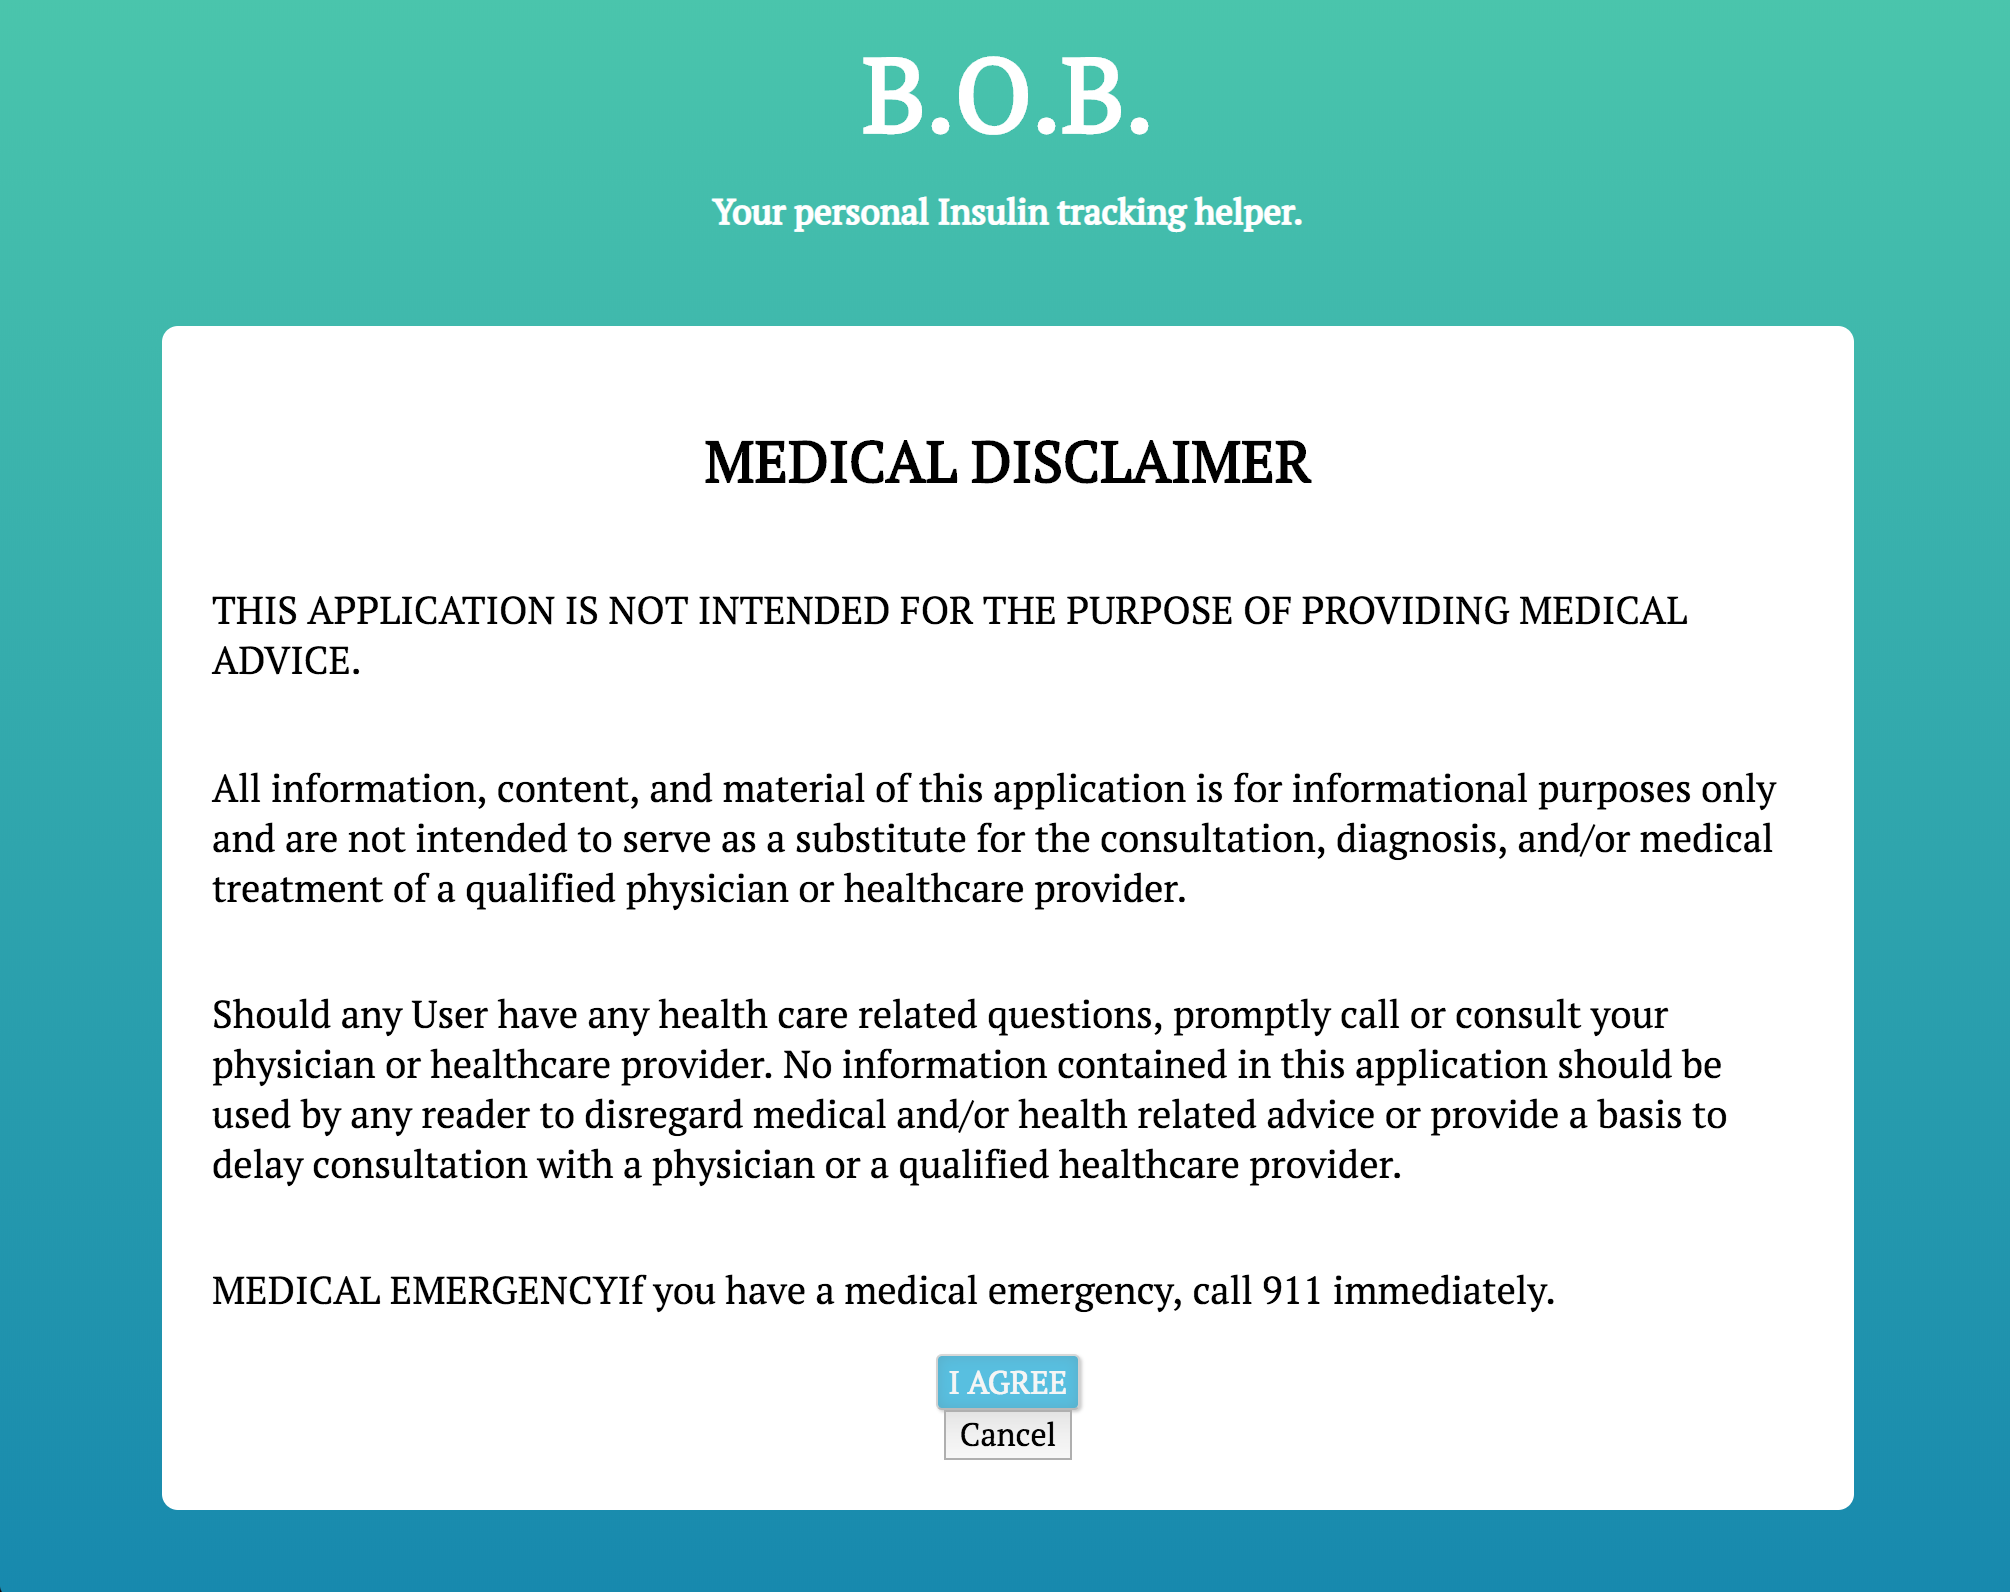 B.O.B.
Your personal Insulin tracking helper.
MEDICAL DISCLAIMER
THIS APPLICATION IS NOT INTENDED FOR THE PURPOSE OF PROVIDING MEDICAL
ADVICE.
All information, content, and material of this application is for informational purposes only
and are not intended to serve as a substitute for the consultation, diagnosis, and/or medical
treatment of a qualified physician or healthcare provider.
Should any User have any health care related questions, promptly call or consult your
physician or healthcare provider. No information contained in this application should be
used by any reader to disregard medical and/or health related advice or provide a basis to
delay consultation with a physician or a qualified healthcare provider.
MEDICAL EMERGENCYIf you have a medical emergency, call 911 immediately.
I AGREE
Cancel